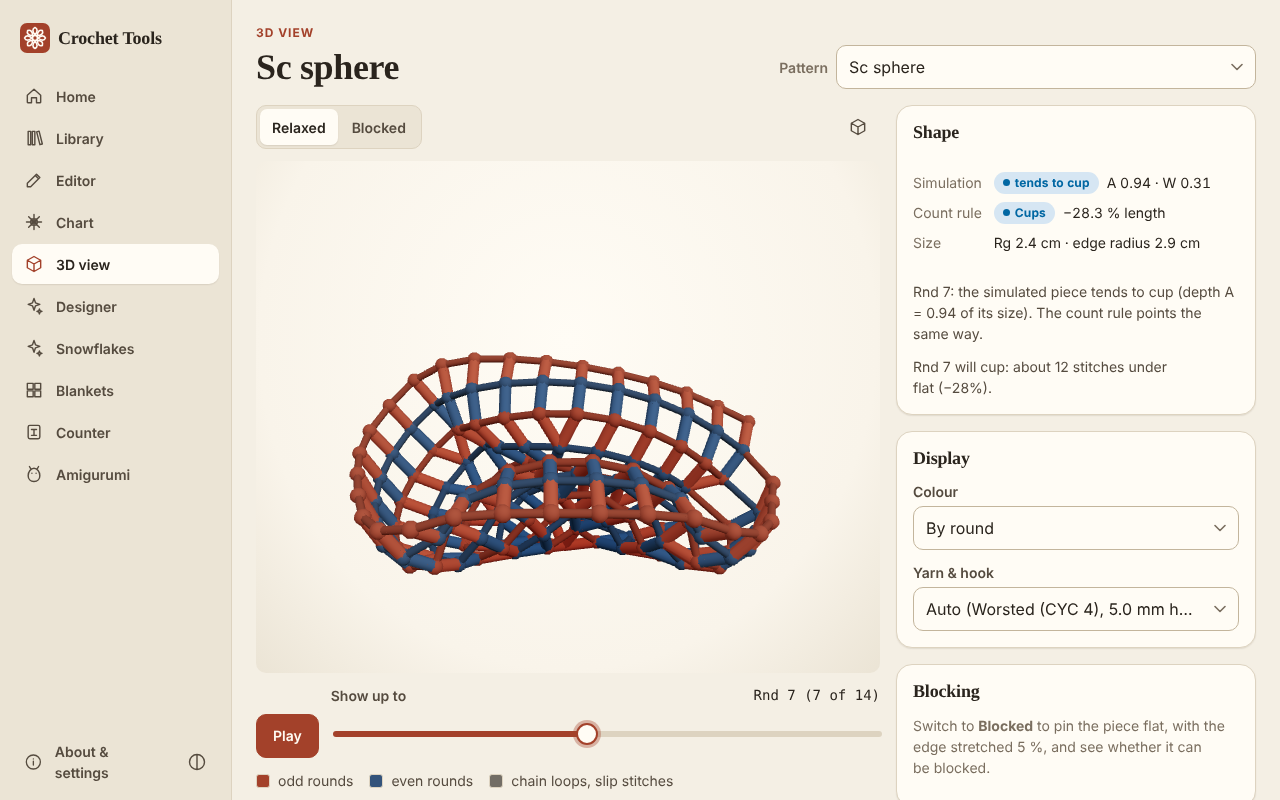 Crochet Tools
Home
Library
Editor
Chart
3D view
Designer
Snowflakes
Blankets
Counter
Amigurumi
About &
settings
3D VIEW
Sc sphere
Pattern
Sc sphere
Relaxed
Blocked
Show up to
Rnd 7 (7 of 14)
Play
odd rounds
even rounds
chain loops, slip stitches
Shape
Simulation tends to cup A 0.94 · W 0.31
Count rule Cups −28.3 % length
Size Rg 2.4 cm · edge radius 2.9 cm
Rnd 7: the simulated piece tends to cup (depth A
= 0.94 of its size). The count rule points the
same way.
Rnd 7 will cup: about 12 stitches under
flat (−28%).
Display
Colour
By round
Yarn & hook
Auto (Worsted (CYC 4), 5.0 mm h...
Blocking
Switch to Blocked to pin the piece flat, with the
edge stretched 5 %, and see whether it can
be blocked.